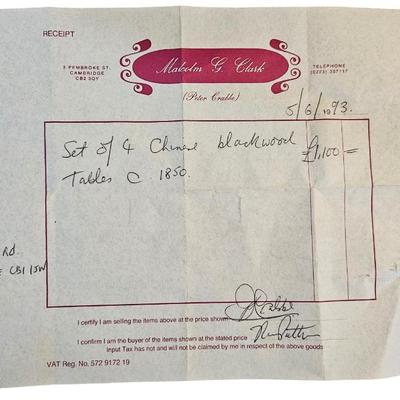 RECEIPT
Malcolm G. Clark
(Peter Crabbe)
3 PEMBROKE ST.
CAMBRIDGE
CB2 3QY
TELEPHONE
(0223) 357117
5/6/1993.
Set of 4 Chinese blackwood £1,100 =
Tables C. 1850.
Rd.
CB1
I certify I am selling the items above at the price shown
I confirm I am the buyer of the items shown at the stated price
Input Tax has not and will not be claimed by me in respect of the above goods
VAT Reg. No. 572 9172 19